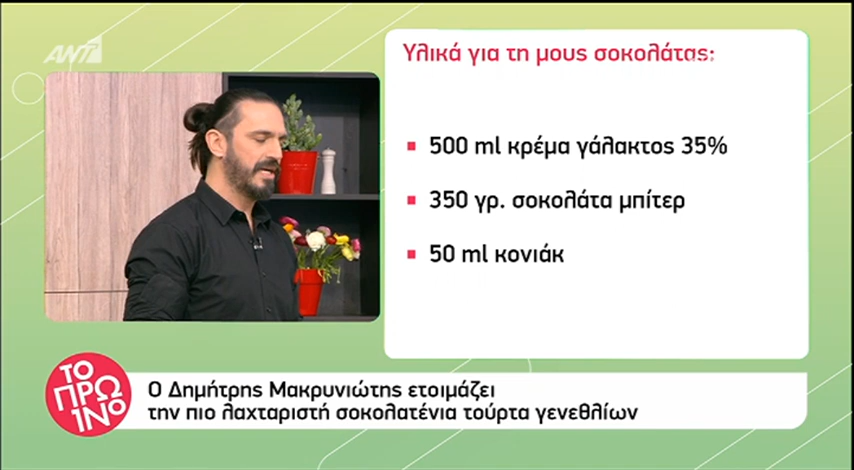 ANT1
Υλικά για τη μους σοκολάτας:
500 ml κρέμα γάλακτος 35%
350 γρ. σοκολάτα μπίτερ
50 ml κονιάκ
ΤΟ
ΠΡΩ
ΙΝΟ
Ο Δημήτρης Μακρυνιώτης ετοιμάζει
την πιο λαχταριστή σοκολατένια τούρτα γενεθλίων